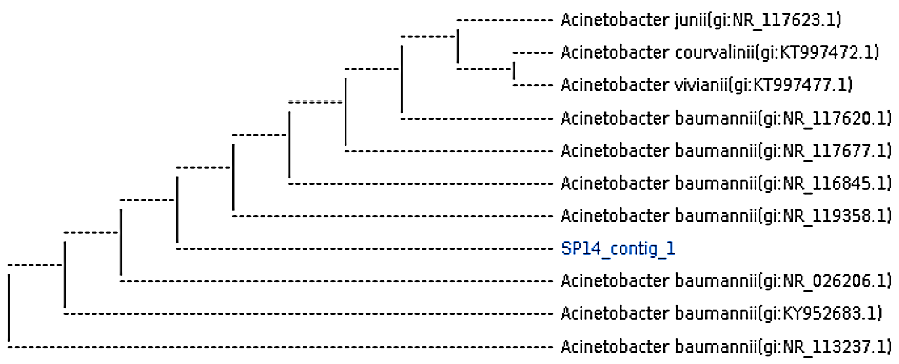 Acinetobacter junii(gi:NR_117623.1)
Acinetobacter courvalinii(gi:KT997472.1)
Acinetobacter vivianii(gi:KT997477.1)
Acinetobacter baumannii(gi:NR_117620.1)
Acinetobacter baumannii(gi:NR_117677.1)
Acinetobacter baumannii(gi:NR_116845.1)
Acinetobacter baumannii(gi:NR_119358.1)
SP14_contig_1
Acinetobacter baumannii(gi:NR_026206.1)
Acinetobacter baumannii(gi:KY952683.1)
Acinetobacter baumannii(gi:NR_113237.1)